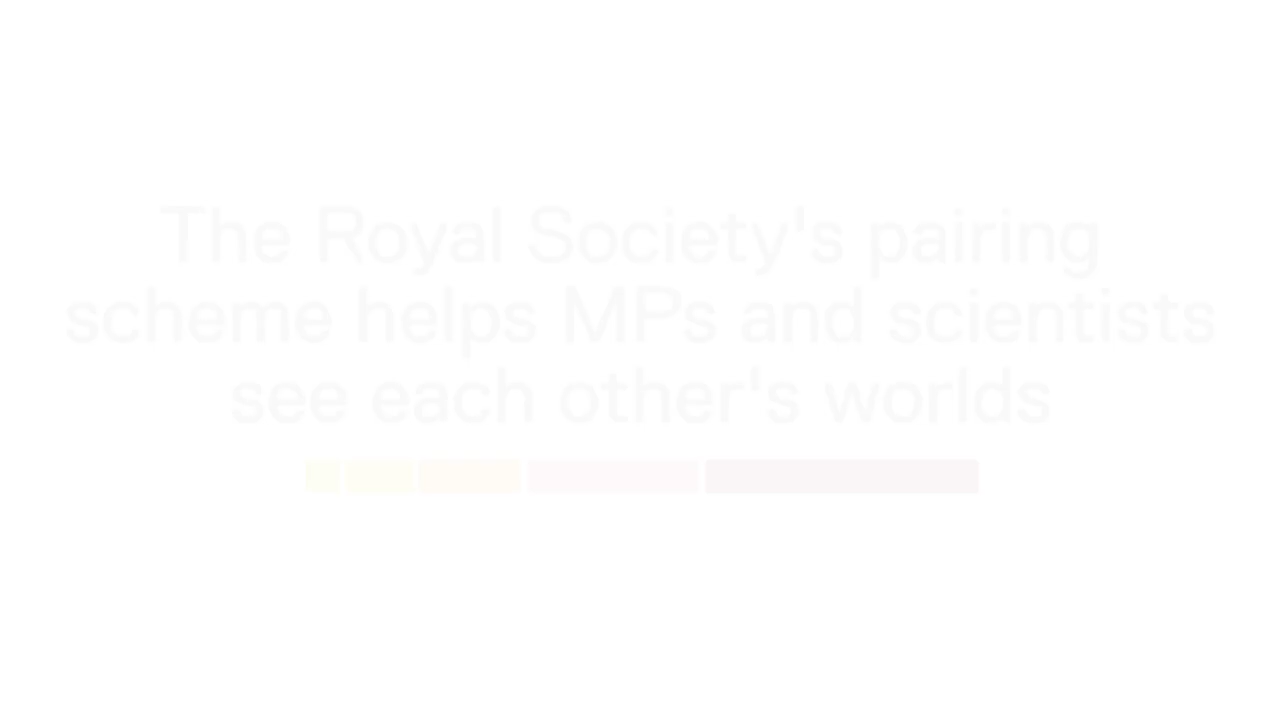 The Royal Society's pairing
scheme helps MPs and scientists
see each other's worlds